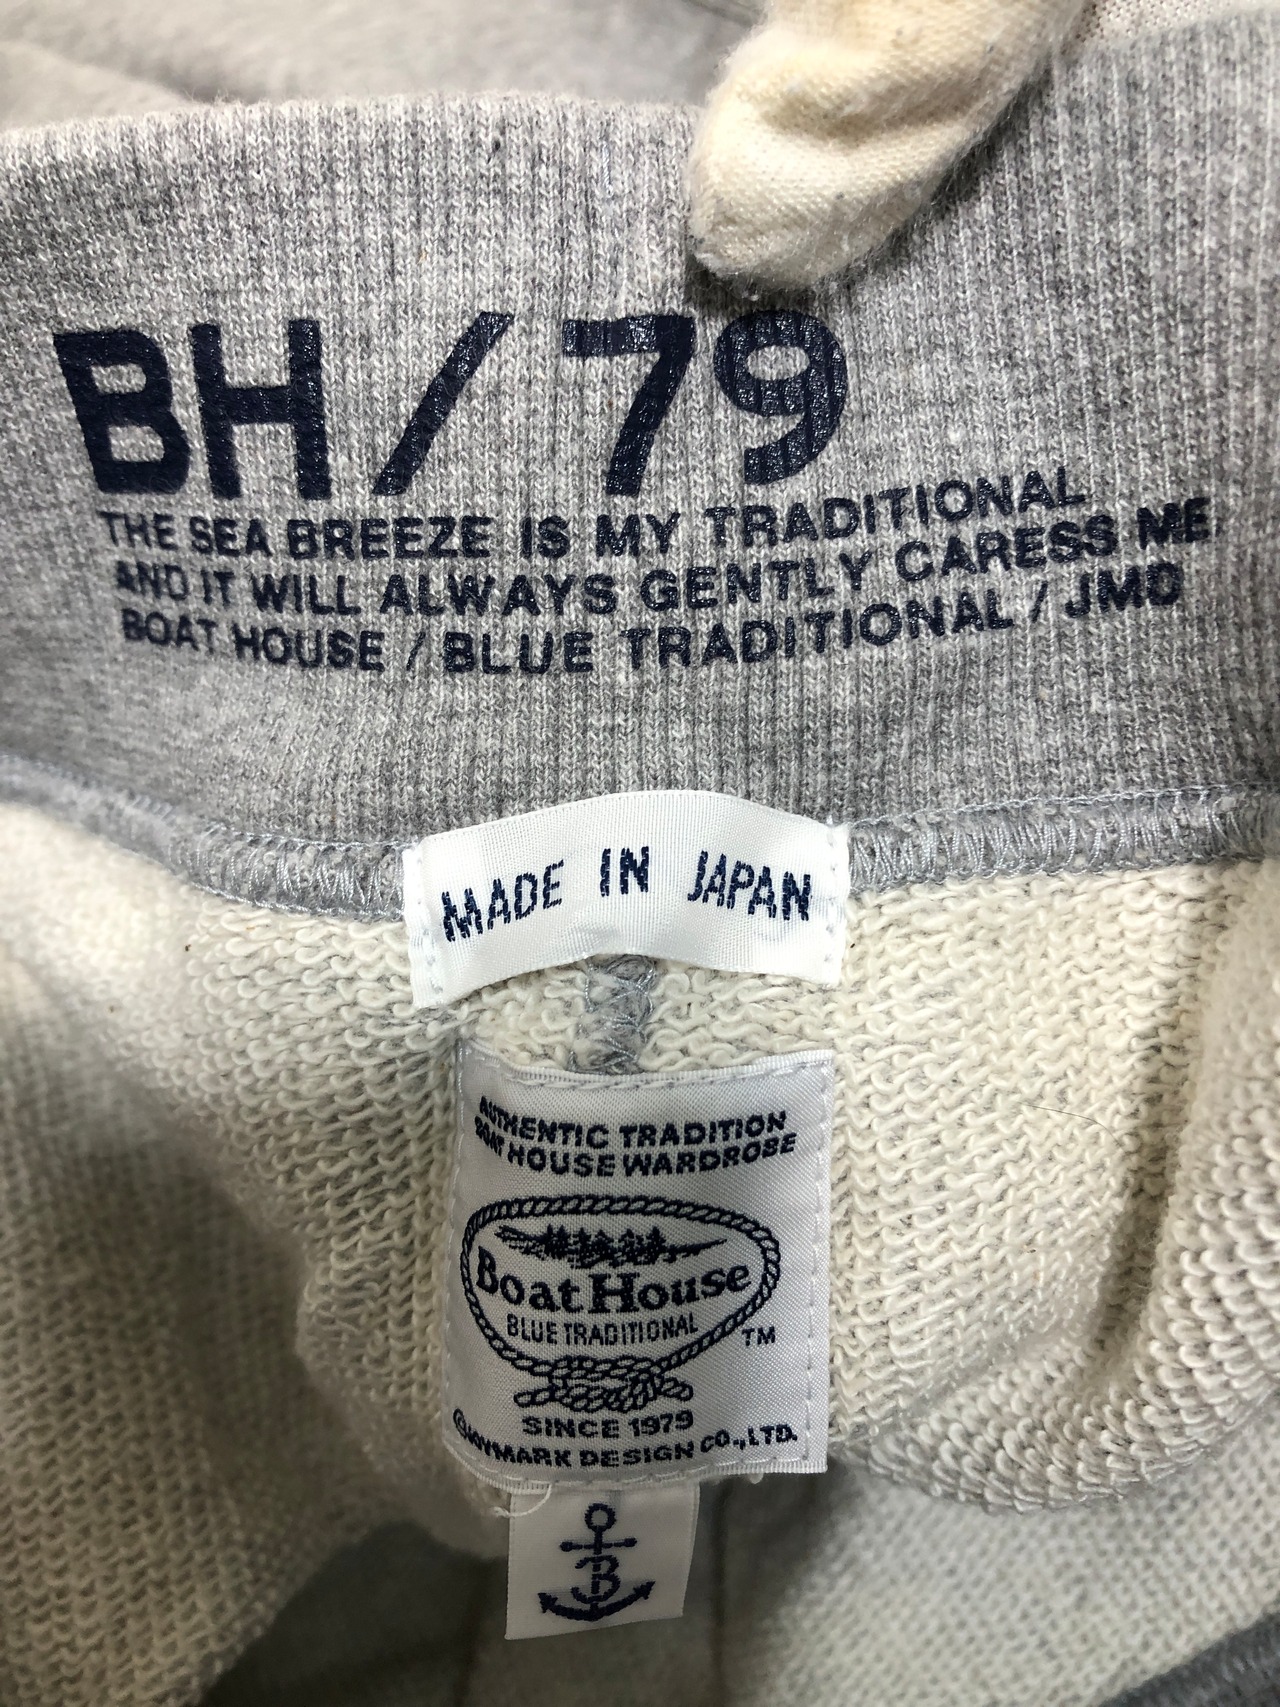 BH/79
THE SEA BREEZE IS MY TRADITIONAL
AND IT WILL ALWAYS GENTLY CARESS ME
BOAT HOUSE / BLUE TRADITIONAL / JMD
MADE IN JAPAN
AUTHENTIC TRADITION
BOAT HOUSE WARDROSE
Boat House
BLUE TRADITIONAL
TM
SINCE 1979
©JOYMARK DESIGN CO.,LTD.
B